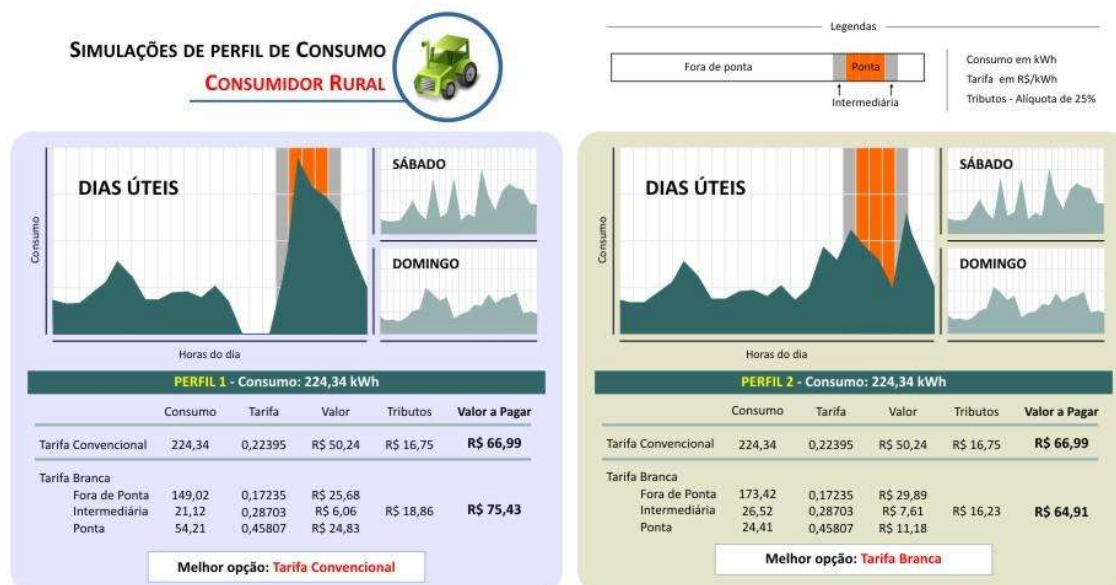 SIMULAÇÕES DE PERFIL DE CONSUMO
CONSUMIDOR RURAL
Legendas
Fora de ponta
Ponta
Intermediária
Consumo em kWh
Tarifa em R$/kWh
Tributos - Alíquota de 25%
DIAS ÚTEIS
SÁBADO
DOMINGO
Consumo
Horas do dia
PERFIL 1 - Consumo: 224,34 kWh
Consumo Tarifa Valor Tributos Valor a Pagar
Tarifa Convencional 224,34 0,22395 R$ 50,24 R$ 16,75 R$ 66,99
Tarifa Branca
Fora de Ponta 149,02 0,17235 R$ 25,68
Intermediária 21,12 0,28703 R$ 6,06 R$ 18,86 R$ 75,43
Ponta 54,21 0,45807 R$ 24,83
Melhor opção: Tarifa Convencional
DIAS ÚTEIS
SÁBADO
DOMINGO
Consumo
Horas do dia
PERFIL 2 - Consumo: 224,34 kWh
Consumo Tarifa Valor Tributos Valor a Pagar
Tarifa Convencional 224,34 0,22395 R$ 50,24 R$ 16,75 R$ 66,99
Tarifa Branca
Fora de Ponta 173,42 0,17235 R$ 29,89
Intermediária 26,52 0,28703 R$ 7,61 R$ 16,23 R$ 64,91
Ponta 24,41 0,45807 R$ 11,18
Melhor opção: Tarifa Branca